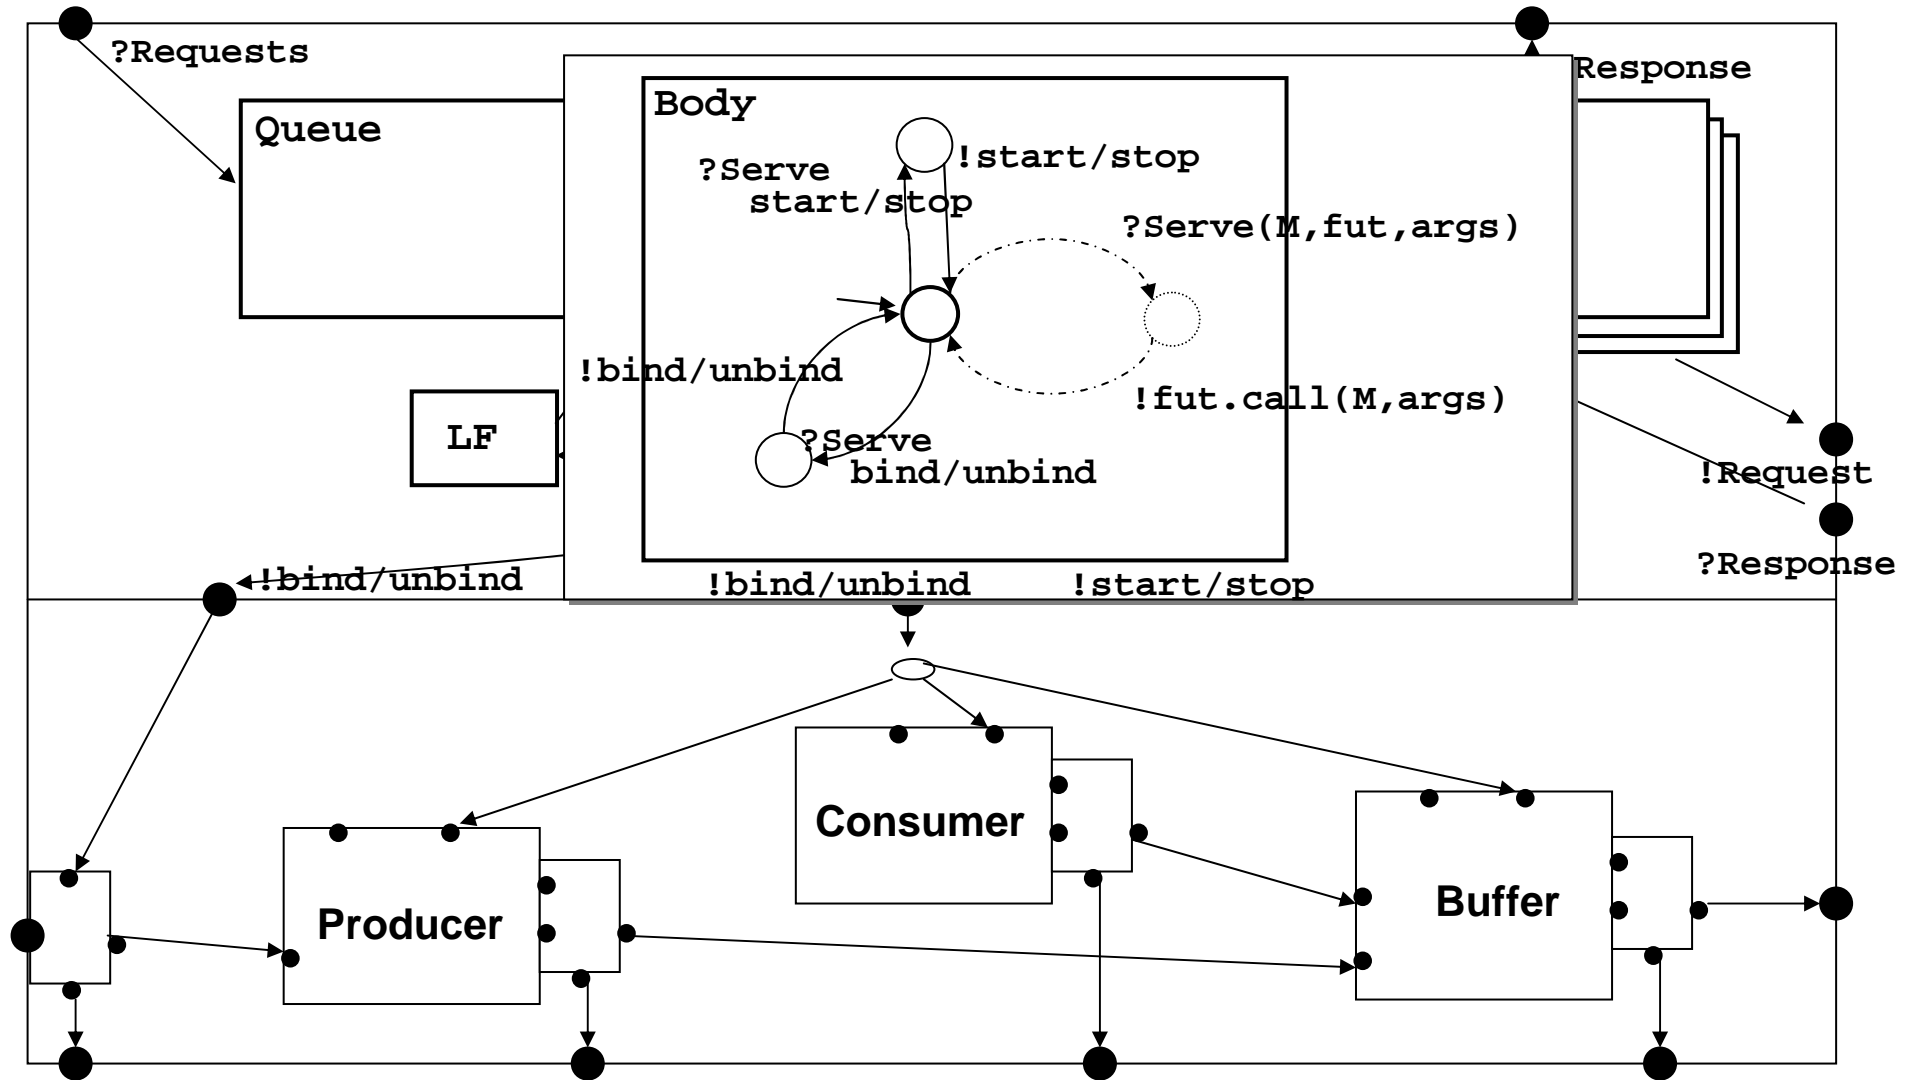 ?Requests
Response
Body
Queue
!start/stop
?Serve
start/stop
?Serve(M,fut,args)
!bind/unbind
!fut.call(M,args)
LF
?Serve
bind/unbind
!Request
?Response
!bind/unbind
!bind/unbind
!start/stop
Consumer
Buffer
Producer